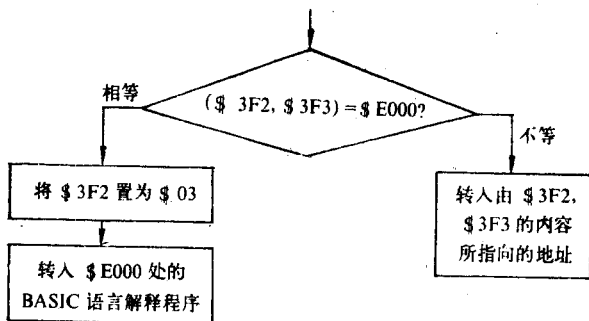 ($ 3F2, $ 3F3) = $ E000?
相等
不等
将 $ 3F2 置为 $ 03
转入 $ E000 处的
BASIC 语言解释程序
转入由 $ 3F2,
$ 3F3 的内容
所指向的地址